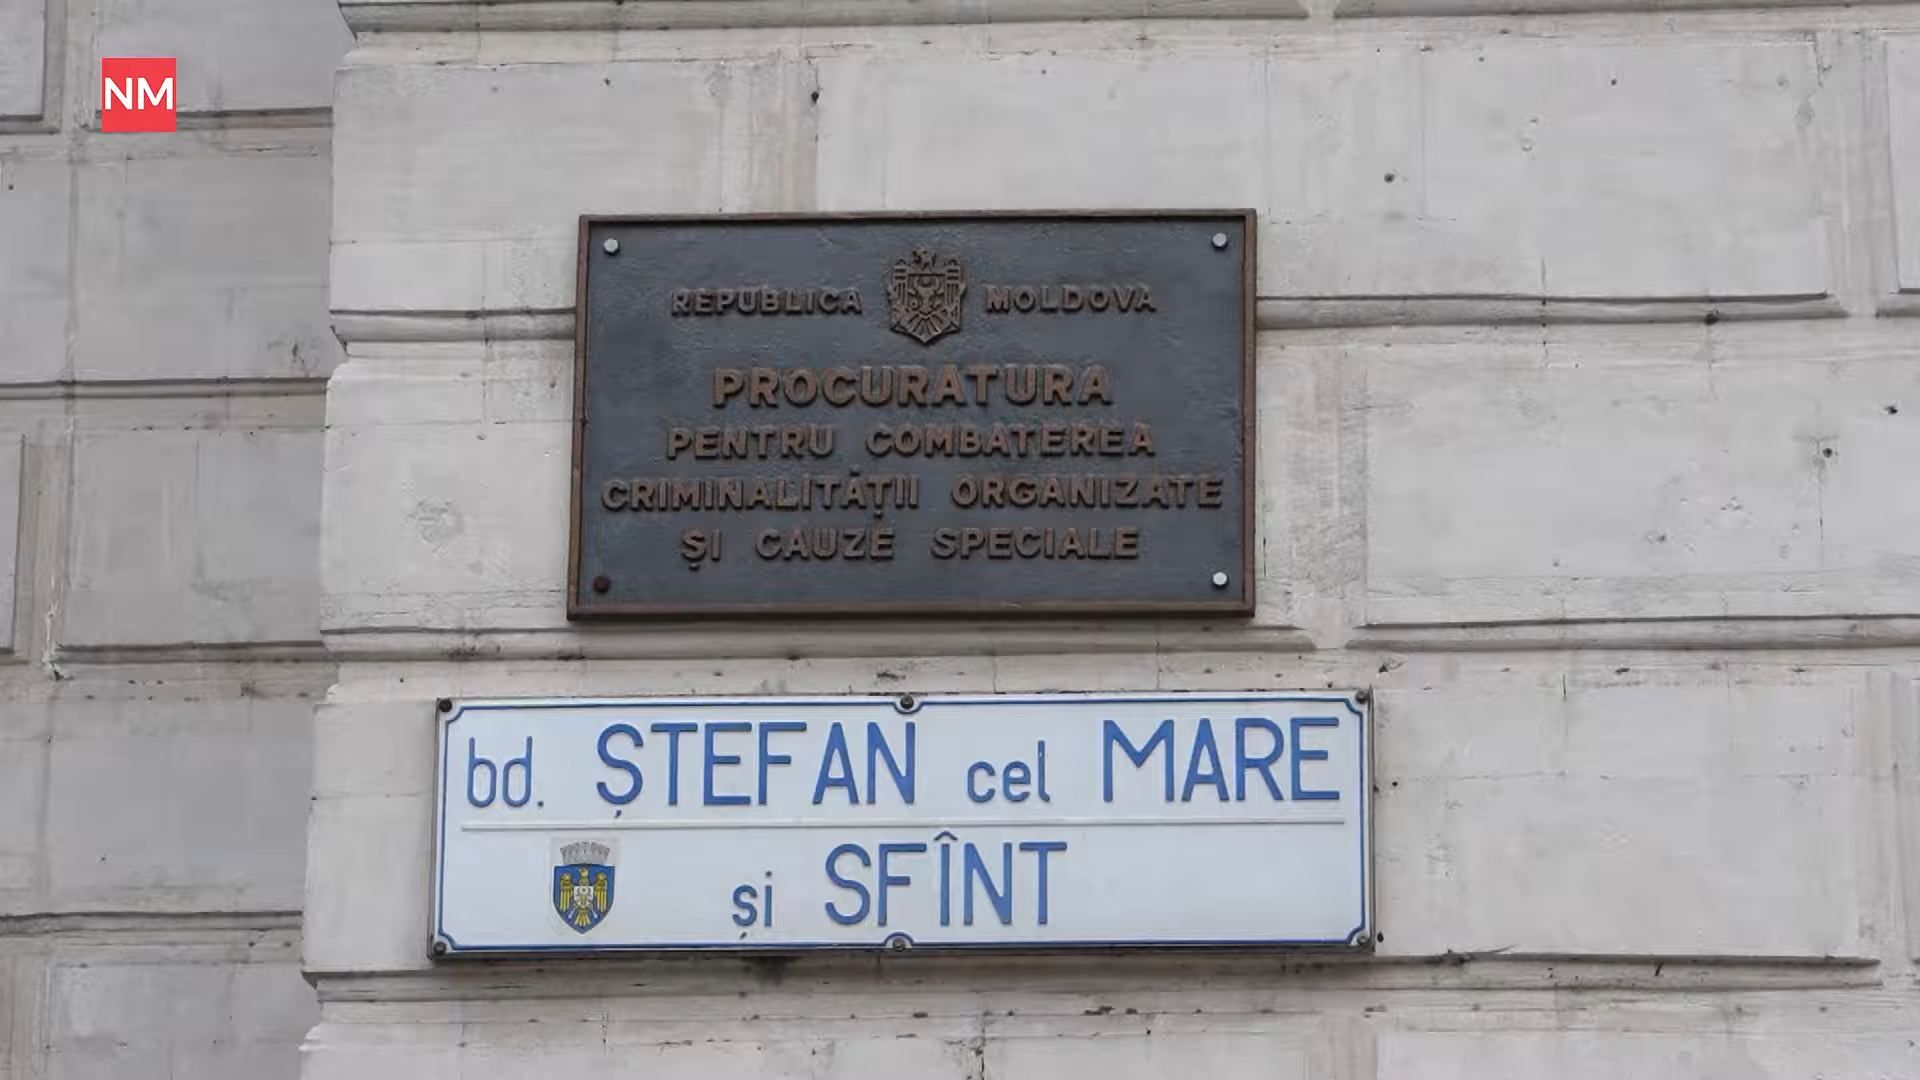 NM
REPUBLICA MOLDOVA
PROCURATURA
PENTRU COMBATEREA
CRIMINALITĂȚII ORGANIZATE
ȘI CAUZE SPECIALE
bd. ȘTEFAN cel MARE
și SFÎNT